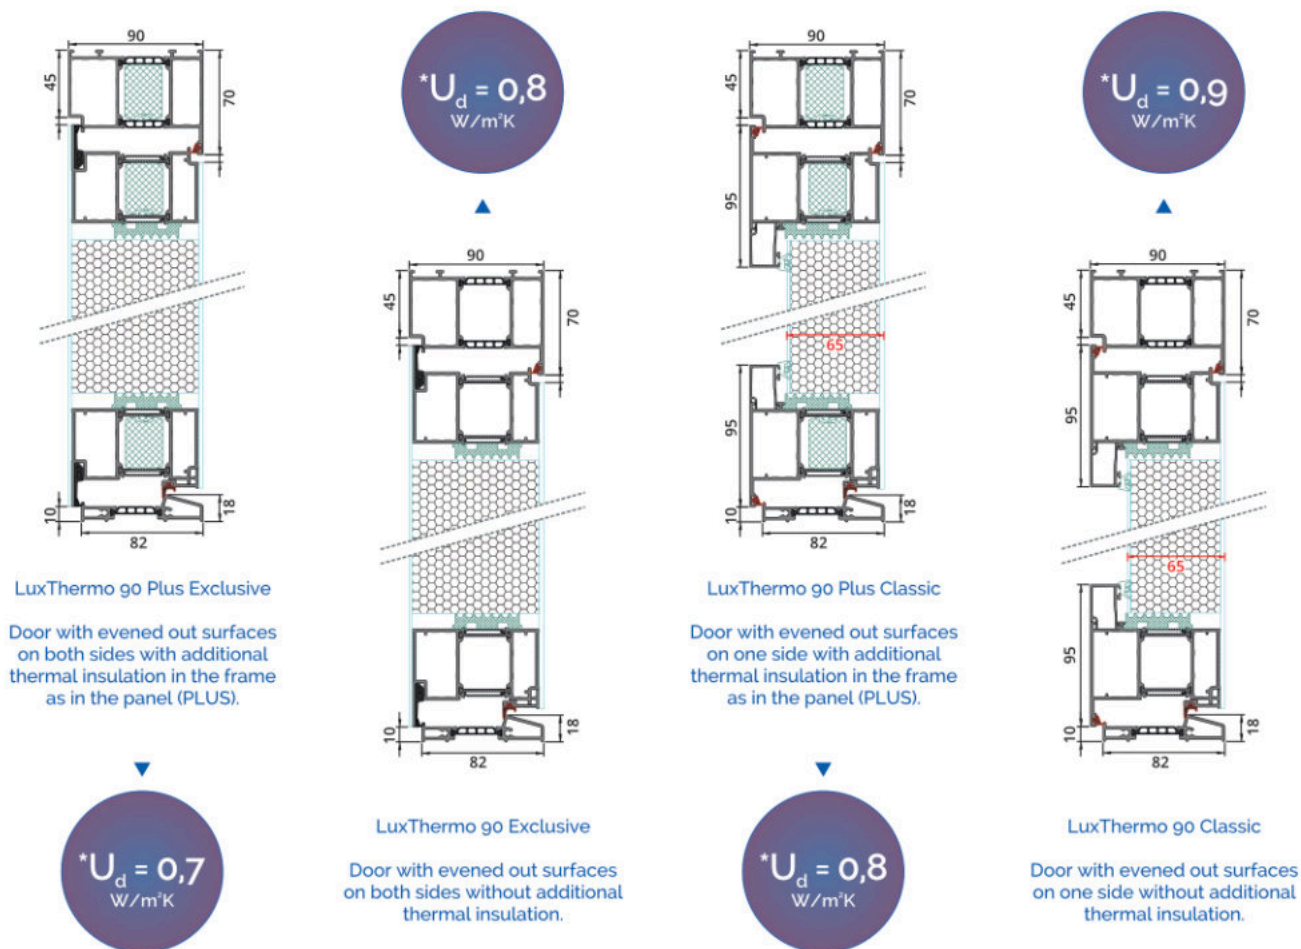 90
45
70
10
18
82
LuxThermo 90 Plus Exclusive
Door with evened out surfaces
on both sides with additional
thermal insulation in the frame
as in the panel (PLUS).
*Ud = 0,7
W/m²K
*Ud = 0,8
W/m²K
90
45
70
10
18
82
LuxThermo 90 Exclusive
Door with evened out surfaces
on both sides without additional
thermal insulation.
90
45
70
95
65
95
10
18
82
LuxThermo 90 Plus Classic
Door with evened out surfaces
on one side with additional
thermal insulation in the frame
as in the panel (PLUS).
*Ud = 0,8
W/m²K
*Ud = 0,9
W/m²K
90
45
70
95
65
95
10
18
82
LuxThermo 90 Classic
Door with evened out surfaces
on one side without additional
thermal insulation.